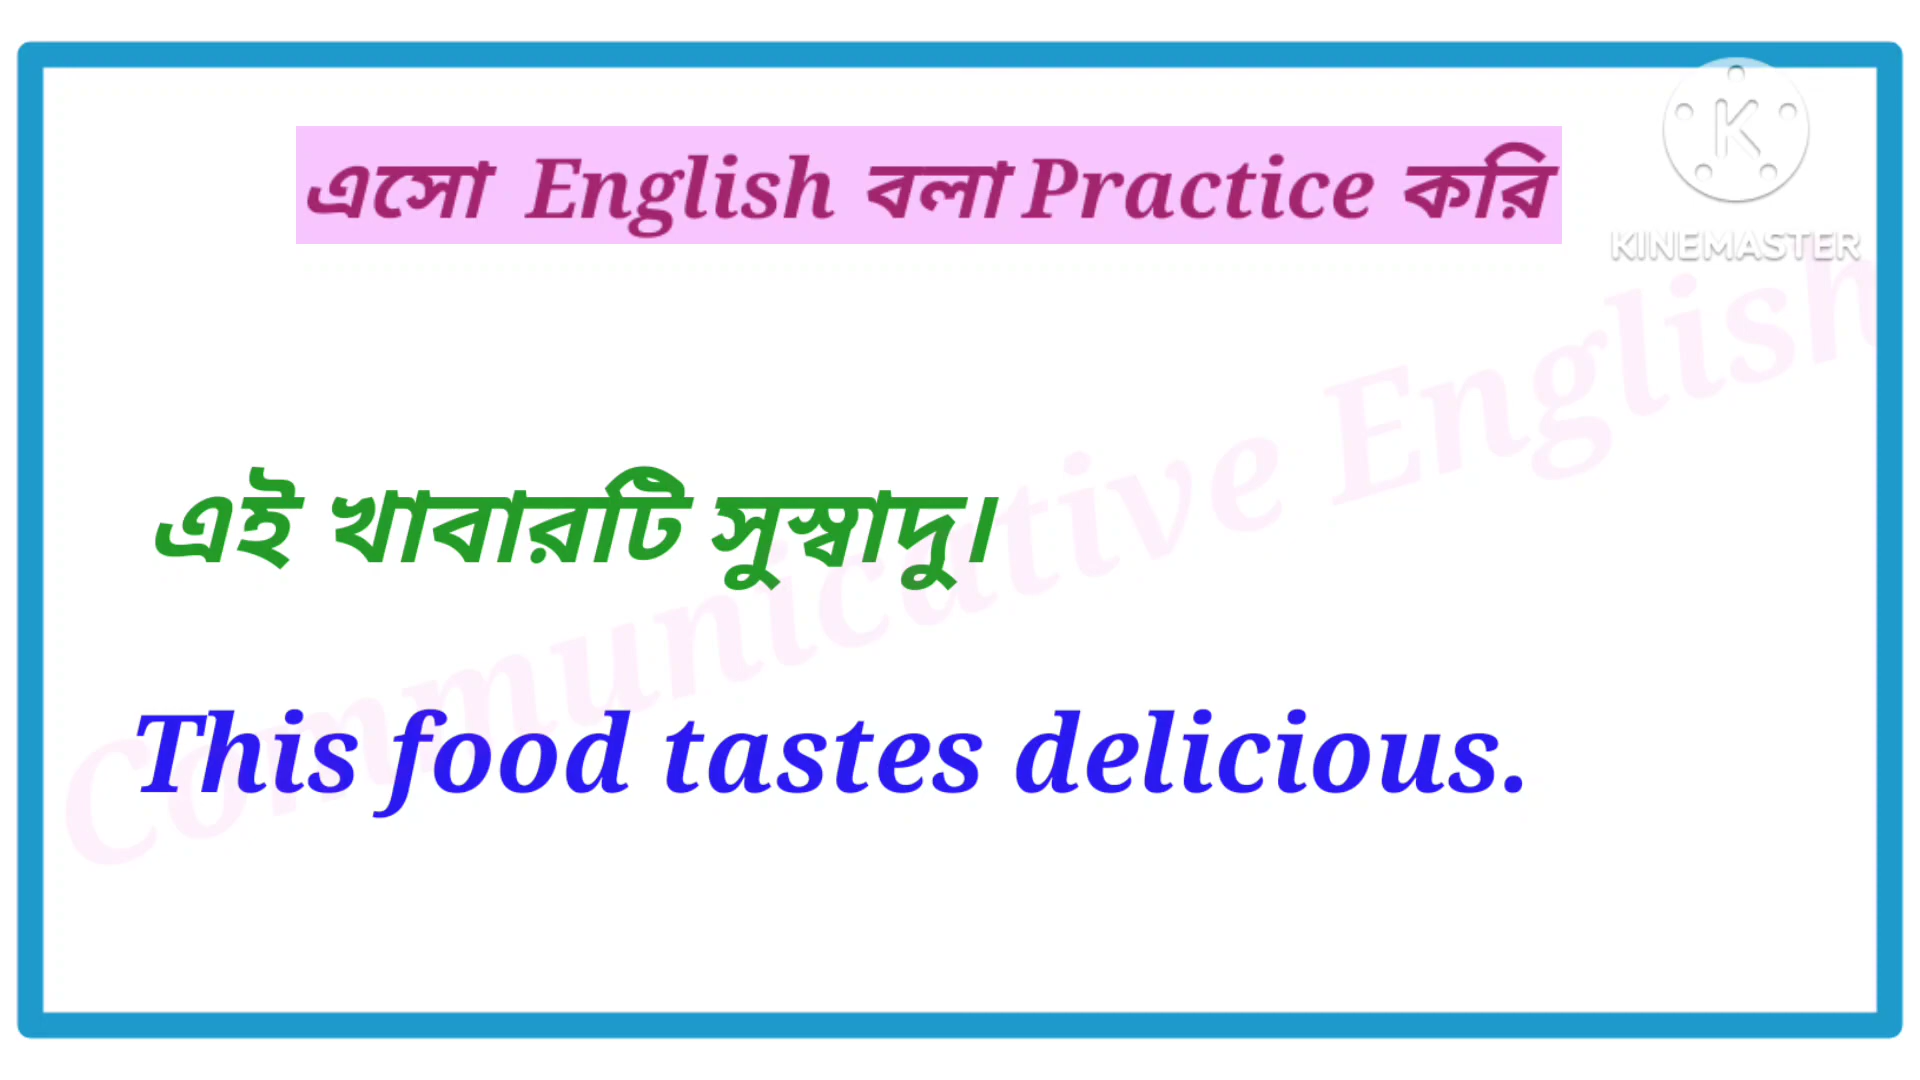 এসো English বলা Practice করি
KINEMASTER
এই খাবারটি সুস্বাদু।
This food tastes delicious.
Communicative English